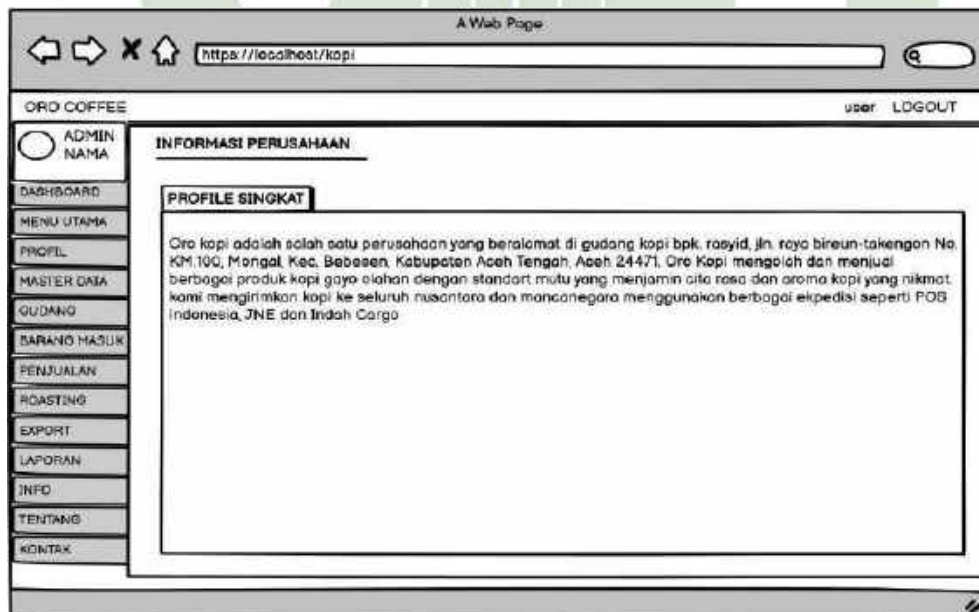 A Web Page
https://localhost/kopi
ORO COFFEE
user LOGOUT
ADMIN
NAMA
DASHBOARD
MENU UTAMA
PROFIL
MASTER DATA
GUDANG
BARANG MASUK
PENJUALAN
ROASTING
EXPORT
LAPORAN
INFO
TENTANG
KONTAK
INFORMASI PERUSAHAAN
PROFILE SINGKAT
Oro kopi adalah salah satu perusahaan yang beralamat di gudang kopi bpk. rasyid, jln. raya bireun-takengon No.
KM.100, Mongal, Kec. Bebesen, Kabupaten Aceh Tengah, Aceh 24471. Oro Kopi mengolah dan menjual
berbagai produk kopi gayo olahan dengan standart mutu yang menjamin cita rasa dan aroma kopi yang nikmat.
kami mengirimkan kopi ke seluruh nusantara dan mancanegara menggunakan berbagai ekpedisi seperti POS
Indonesia, JNE dan Indah Cargo